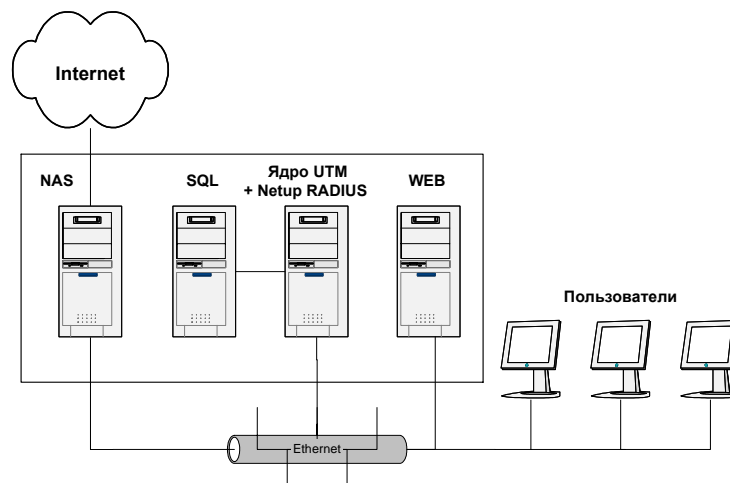 Internet
NAS
SQL
Ядро UTM
+ Netup RADIUS
WEB
Пользователи
Ethernet